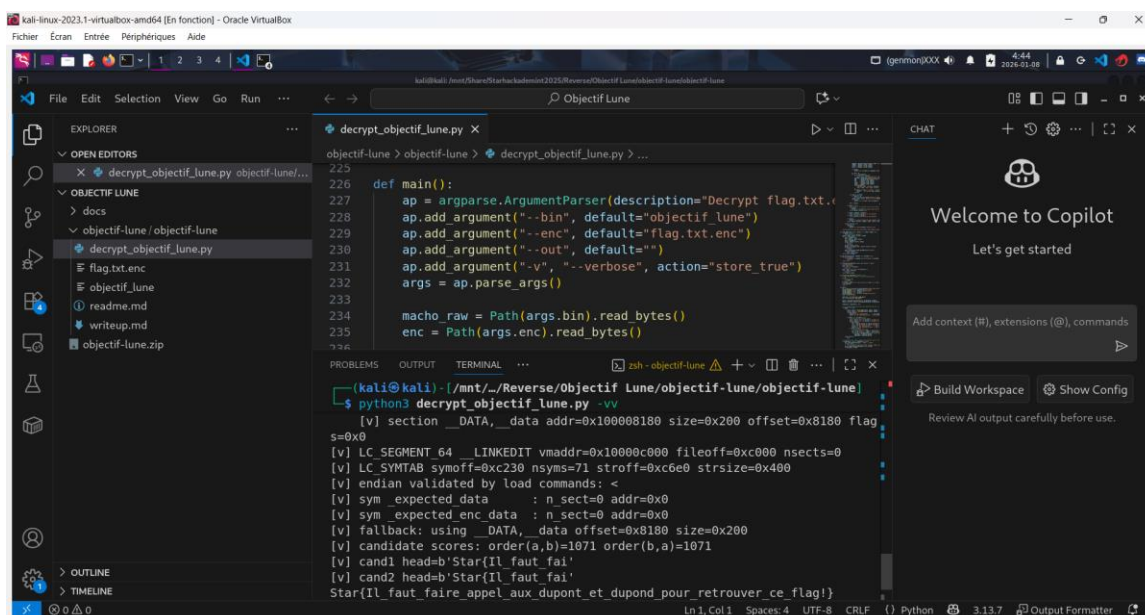 kali-linux-2023.1-virtualbox-amd64 [En fonction] - Oracle VirtualBox
Fichier Écran Entrée Périphériques Aide
1 2 3 4
(genmon)XXX
4:44
2026-01-08
kali@kali: /mnt/Share/Starhackademint2025/Reverse/Objectif Lune/objectif-lune/objectif-lune
File Edit Selection View Go Run ...
Objectif Lune
EXPLORER
OPEN EDITORS
decrypt_objectif_lune.py objectif-lune/...
OBJECTIF LUNE
docs
objectif-lune / objectif-lune
decrypt_objectif_lune.py
flag.txt.enc
objectif_lune
readme.md
writeup.md
objectif-lune.zip
OUTLINE
TIMELINE
decrypt_objectif_lune.py
objectif-lune > objectif-lune > decrypt_objectif_lune.py > ...
225
226 def main():
227 ap = argparse.ArgumentParser(description="Decrypt flag.txt.e
228 ap.add_argument("--bin", default="objectif_lune")
229 ap.add_argument("--enc", default="flag.txt.enc")
230 ap.add_argument("--out", default="")
231 ap.add_argument("-v", "--verbose", action="store_true")
232 args = ap.parse_args()
233
234 macho_raw = Path(args.bin).read_bytes()
235 enc = Path(args.enc).read_bytes()
236
PROBLEMS OUTPUT TERMINAL ... zsh - objectif-lune
(kali㉿kali)-[/mnt/…/Reverse/Objectif Lune/objectif-lune/objectif-lune]
$ python3 decrypt_objectif_lune.py -vv
[v] section __DATA,__data addr=0x100008180 size=0x200 offset=0x8180 flag
s=0x0
[v] LC_SEGMENT_64 __LINKEDIT vmaddr=0x10000c000 fileoff=0xc000 nsects=0
[v] LC_SYMTAB symoff=0xc230 nsyms=71 stroff=0xc6e0 strsize=0x400
[v] endian validated by load commands: <
[v] sym _expected_data : n_sect=0 addr=0x0
[v] sym _expected_enc_data : n_sect=0 addr=0x0
[v] fallback: using __DATA,__data offset=0x8180 size=0x200
[v] candidate scores: order(a,b)=1071 order(b,a)=1071
[v] cand1 head=b'Star{Il_faut_fai'
[v] cand2 head=b'Star{Il_faut_fai'
Star{Il_faut_faire_appel_aux_dupont_et_dupond_pour_retrouver_ce_flag!}
CHAT
Welcome to Copilot
Let's get started
Add context (#), extensions (@), commands
Build Workspace
Show Config
Review AI output carefully before use.
0 0 Ln 1, Col 1 Spaces: 4 UTF-8 CRLF {} Python 3.13.7 Output Formatter